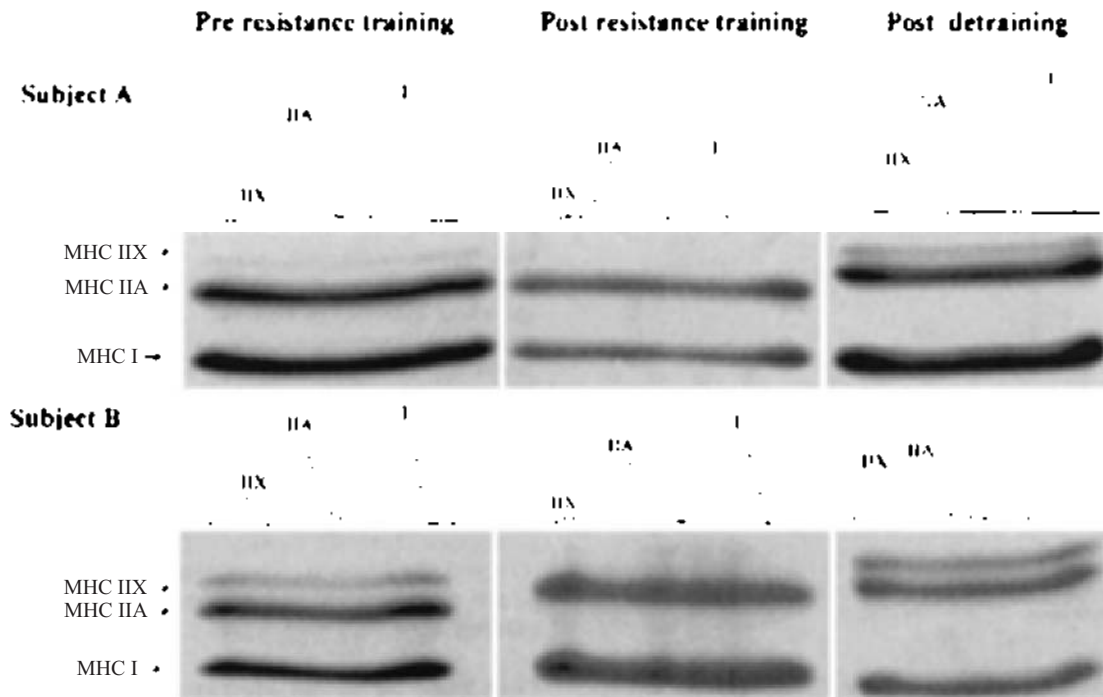 Pre resistance training Post resistance training Post detraining
Subject A
I
I
IIA
IIA
I
IIX
IIX
IIX
MHC IIX
MHC IIA
MHC I
Subject B
IIA
I
IIA
I
IIX
IIA
IIX
IIX
MHC IIX
MHC IIA
MHC I